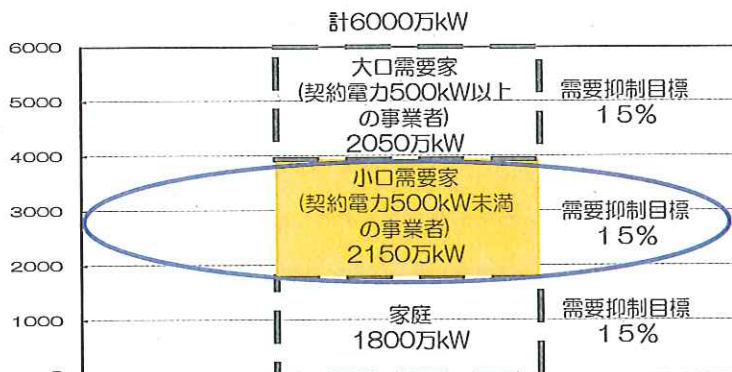 計6000万kW
6000
大口需要家
(契約電力500kW以上
の事業者)
2050万kW
需要抑制目標
15%
5000
4000
小口需要家
(契約電力500kW未満
の事業者)
2150万kW
需要抑制目標
15%
3000
2000
家庭
1800万kW
需要抑制目標
15%
1000